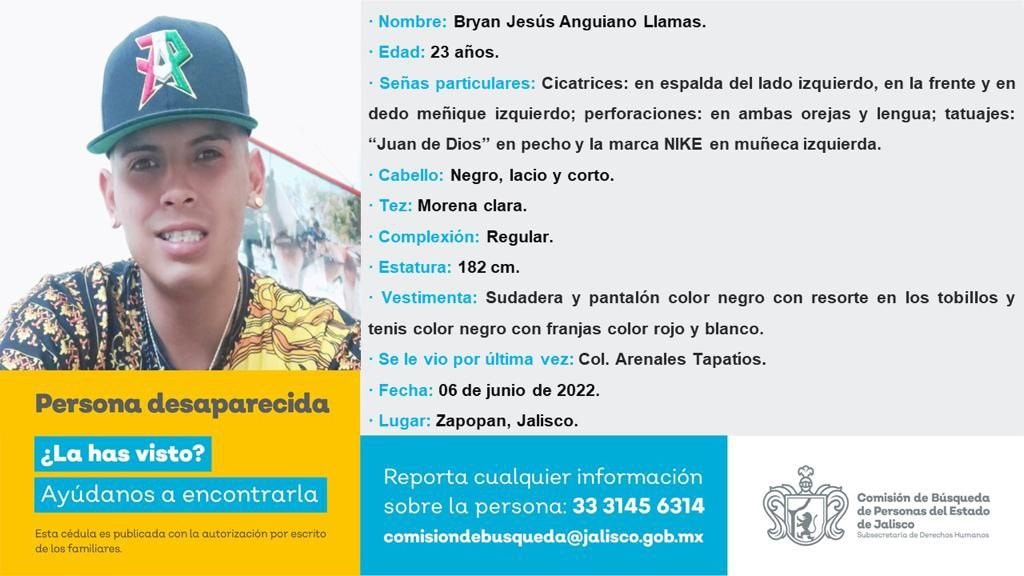 · Nombre: Bryan Jesús Anguiano Llamas.
· Edad: 23 años.
· Señas particulares: Cicatrices: en espalda del lado izquierdo, en la frente y en
dedo meñique izquierdo; perforaciones: en ambas orejas y lengua; tatuajes:
“Juan de Dios” en pecho y la marca NIKE en muñeca izquierda.
· Cabello: Negro, lacio y corto.
· Tez: Morena clara.
· Complexión: Regular.
· Estatura: 182 cm.
· Vestimenta: Sudadera y pantalón color negro con resorte en los tobillos y
tenis color negro con franjas color rojo y blanco.
· Se le vio por última vez: Col. Arenales Tapatíos.
· Fecha: 06 de junio de 2022.
· Lugar: Zapopan, Jalisco.
Persona desaparecida
¿La has visto?
Ayúdanos a encontrarla
Esta cédula es publicada con la autorización por escrito
de los familiares.
Reporta cualquier información
sobre la persona: 33 3145 6314
comisiondebusqueda@jalisco.gob.mx
Comisión de Búsqueda
de Personas del Estado
de Jalisco
Subsecretaría de Derechos Humanos